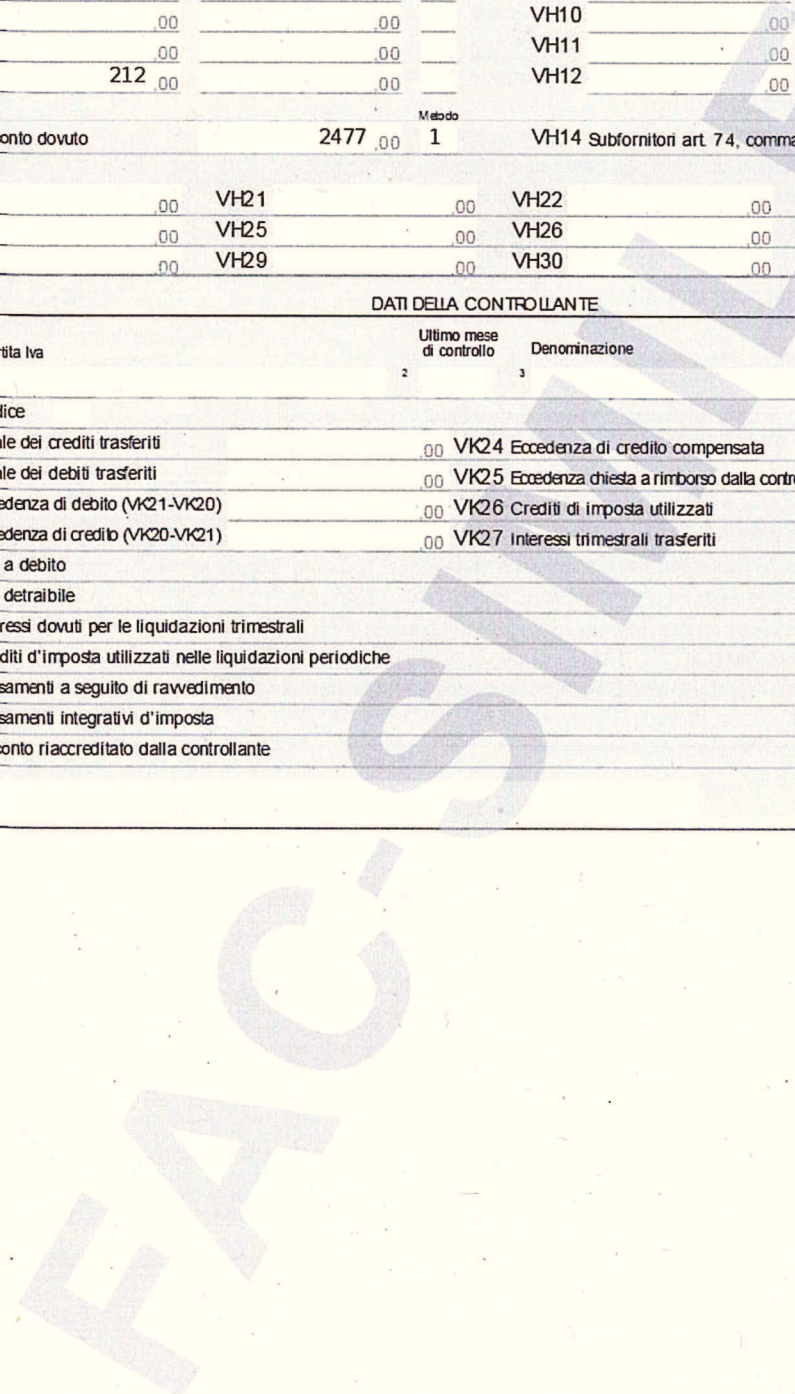 ,00 ,00 VH10 ,00
,00 ,00 VH11 ,00
212 ,00 ,00 VH12 ,00
Metodo
onto dovuto 2477 ,00 1 VH14 Subfornitori art. 74, comma
,00 VH21 ,00 VH22 ,00
,00 VH25 ,00 VH26 ,00
,00 VH29 ,00 VH30 ,00
DATI DELLA CONTROLLANTE
tita Iva Ultimo mese di controllo Denominazione
2 3
dice
le dei crediti trasferiti ,00 VK24 Eccedenza di credito compensata
le dei debiti trasferiti ,00 VK25 Eccedenza chiesta a rimborso dalla contro
edenza di debito (VK21-VK20) ,00 VK26 Crediti di imposta utilizzati
edenza di credito (VK20-VK21) ,00 VK27 Interessi trimestrali trasferiti
a debito
detraibile
ressi dovuti per le liquidazioni trimestrali
diti d'imposta utilizzati nelle liquidazioni periodiche
samenti a seguito di ravvedimento
samenti integrativi d'imposta
onto riaccreditato dalla controllante
FAC-SIMILE